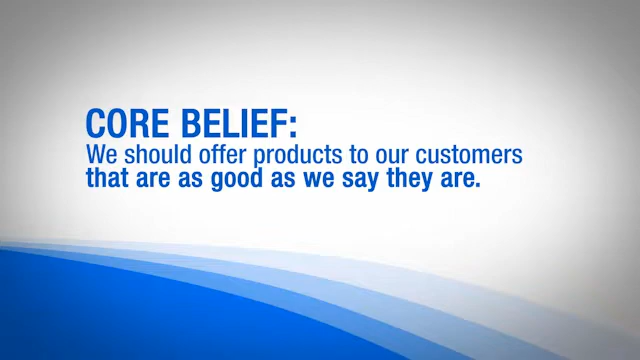 CORE BELIEF:
We should offer products to our customers
that are as good as we say they are.